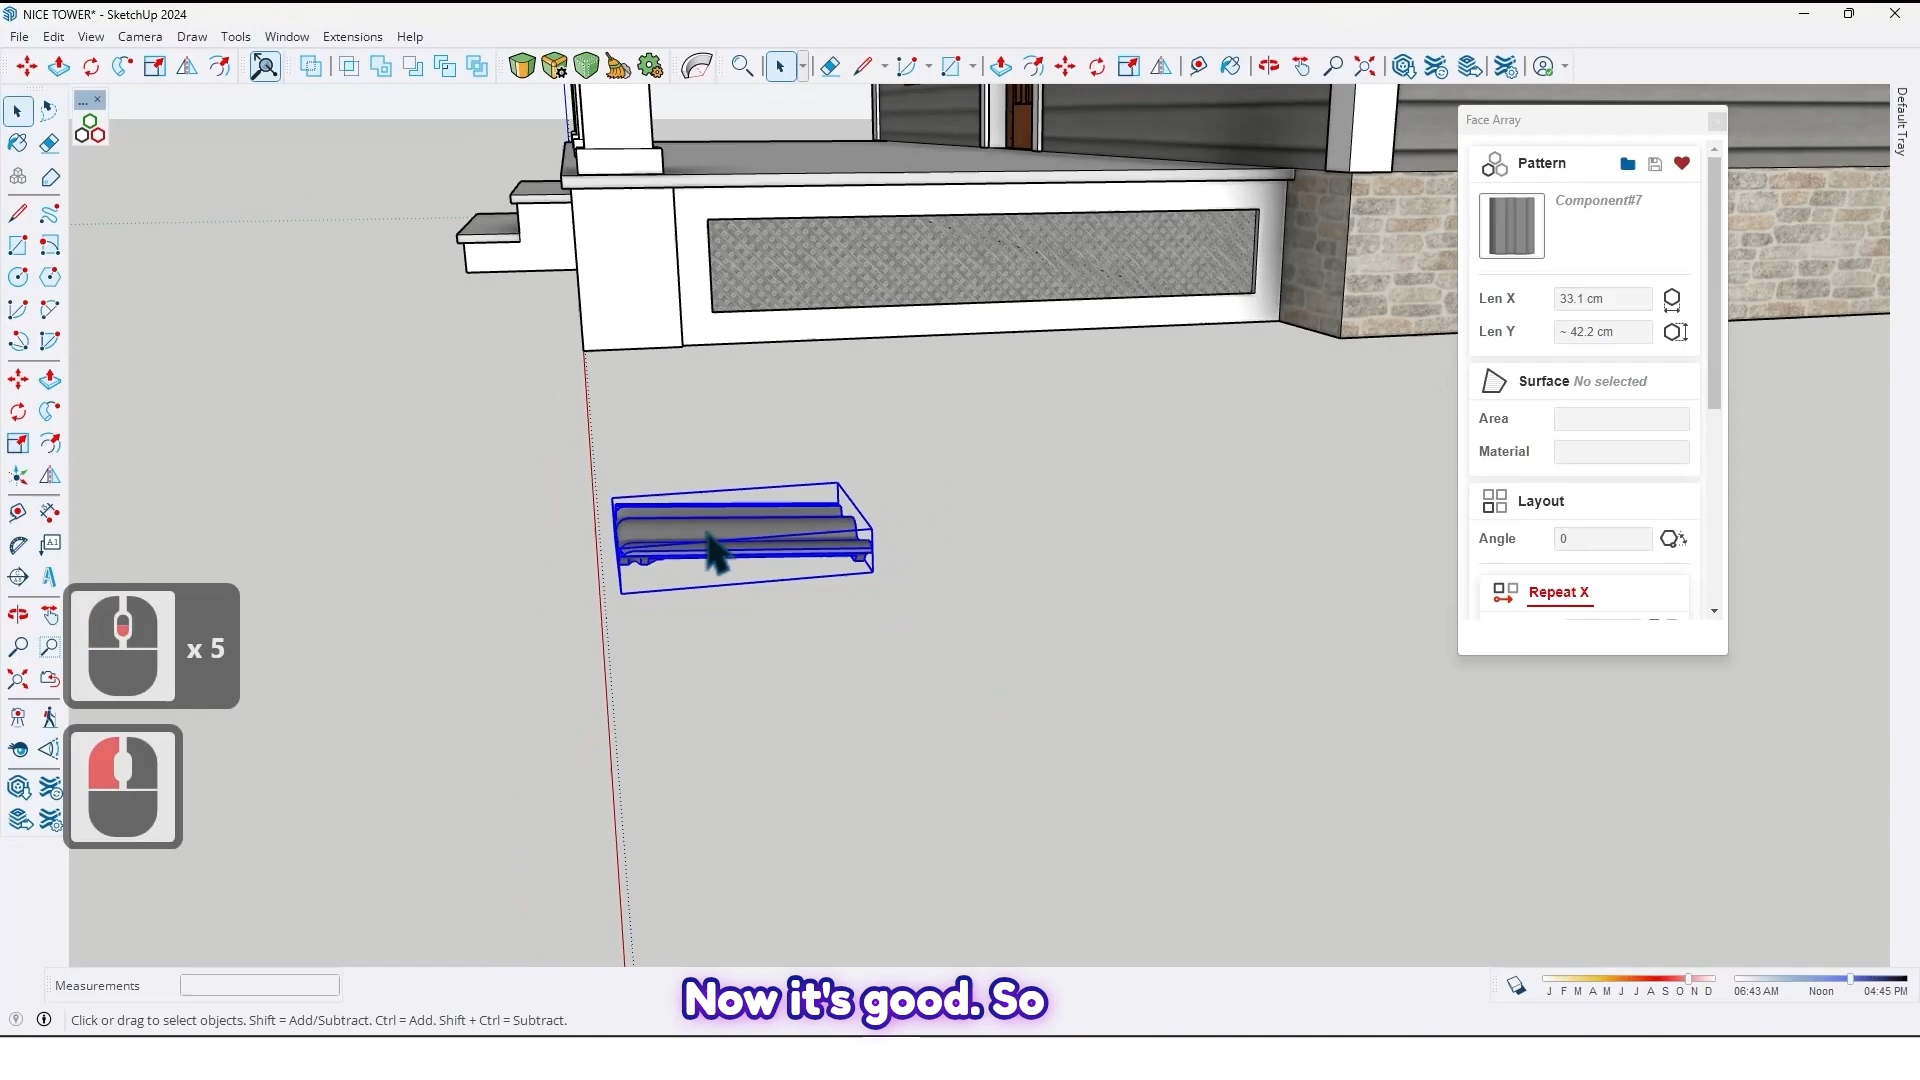 NICE TOWER* - SketchUp 2024
File Edit View Camera Draw Tools Window Extensions Help
... ×
Default Tray
Face Array
Pattern
Component#7
Len X 33.1 cm
Len Y ~ 42.2 cm
Surface No selected
Area
Material
Layout
Angle 0
Repeat X
A1
A
x 5
Measurements
Now it's good. So
J F M A M J J A S O N D
06:43 AM Noon 04:45 PM
Click or drag to select objects. Shift = Add/Subtract. Ctrl = Add. Shift + Ctrl = Subtract.